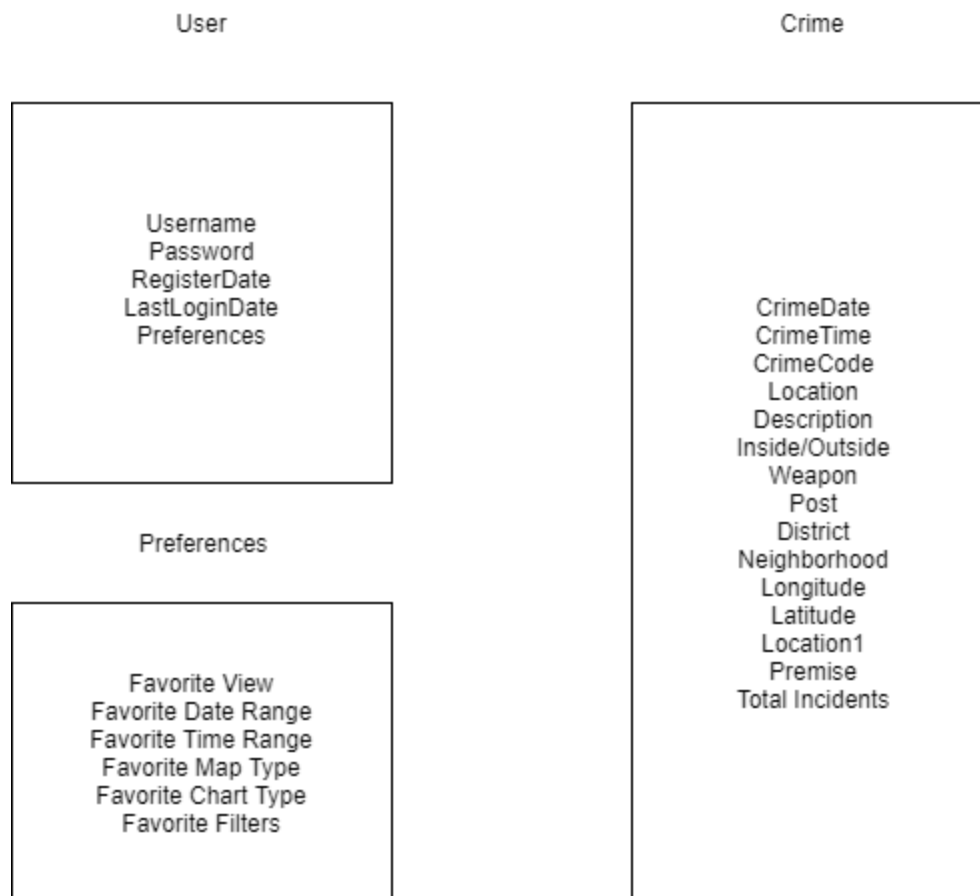 User
Username
Password
RegisterDate
LastLoginDate
Preferences
Preferences
Favorite View
Favorite Date Range
Favorite Time Range
Favorite Map Type
Favorite Chart Type
Favorite Filters
Crime
CrimeDate
CrimeTime
CrimeCode
Location
Description
Inside/Outside
Weapon
Post
District
Neighborhood
Longitude
Latitude
Location1
Premise
Total Incidents